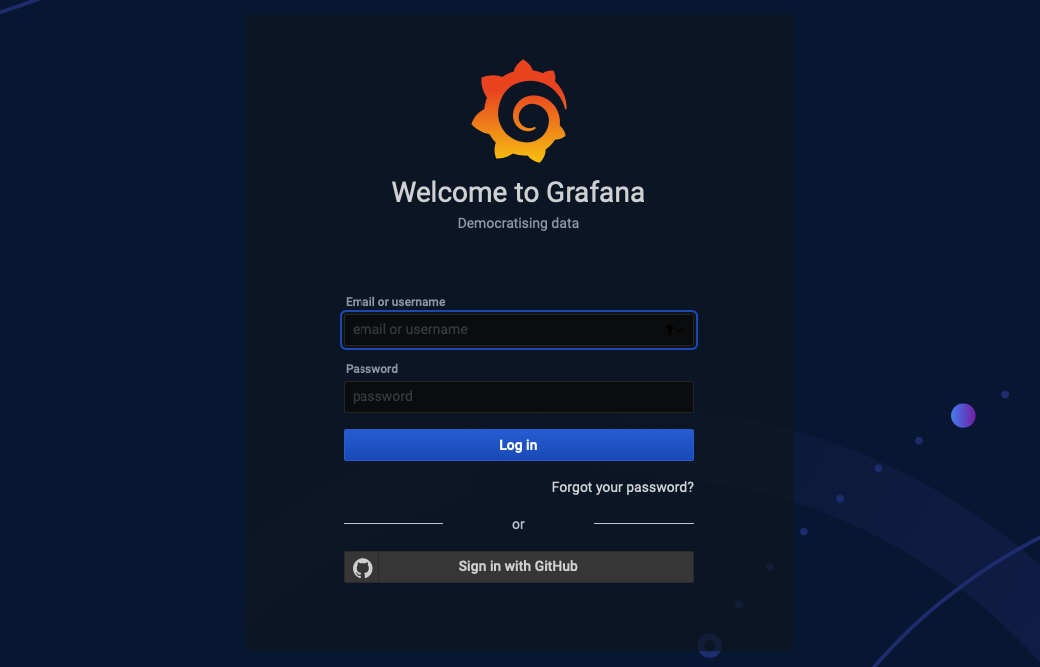 Welcome to Grafana
Democratising data
Email or username
email or username
Password
password
Log in
Forgot your password?
or
Sign in with GitHub